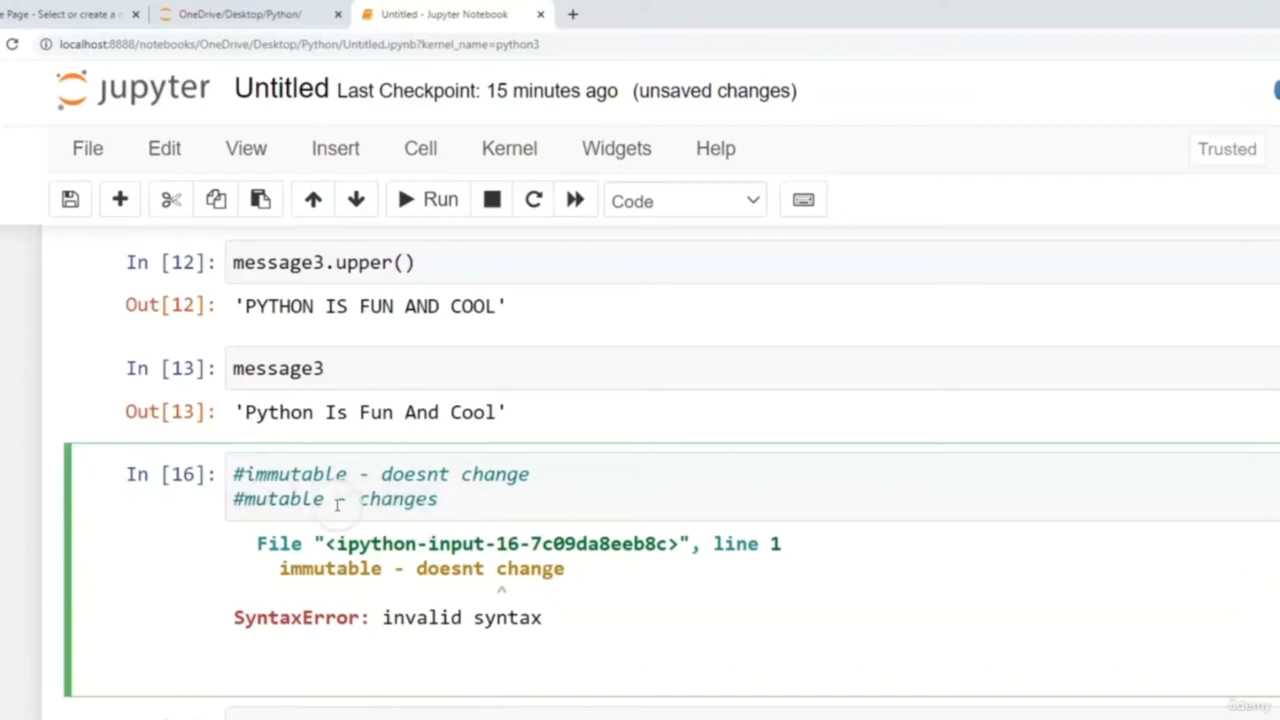 e Page - Select or create a n
OneDrive/Desktop/Python/
Untitled - Jupyter Notebook
localhost:8888/notebooks/OneDrive/Desktop/Python/Untitled.ipynb?kernel_name=python3
jupyter Untitled Last Checkpoint: 15 minutes ago (unsaved changes)
File Edit View Insert Cell Kernel Widgets Help Trusted
Run Code
In [12]: message3.upper()
Out[12]: 'PYTHON IS FUN AND COOL'
In [13]: message3
Out[13]: 'Python Is Fun And Cool'
In [16]: #immutable - doesnt change
#mutable - changes
File "<ipython-input-16-7c09da8eeb8c>", line 1
immutable - doesnt change
^
SyntaxError: invalid syntax
ûdemy